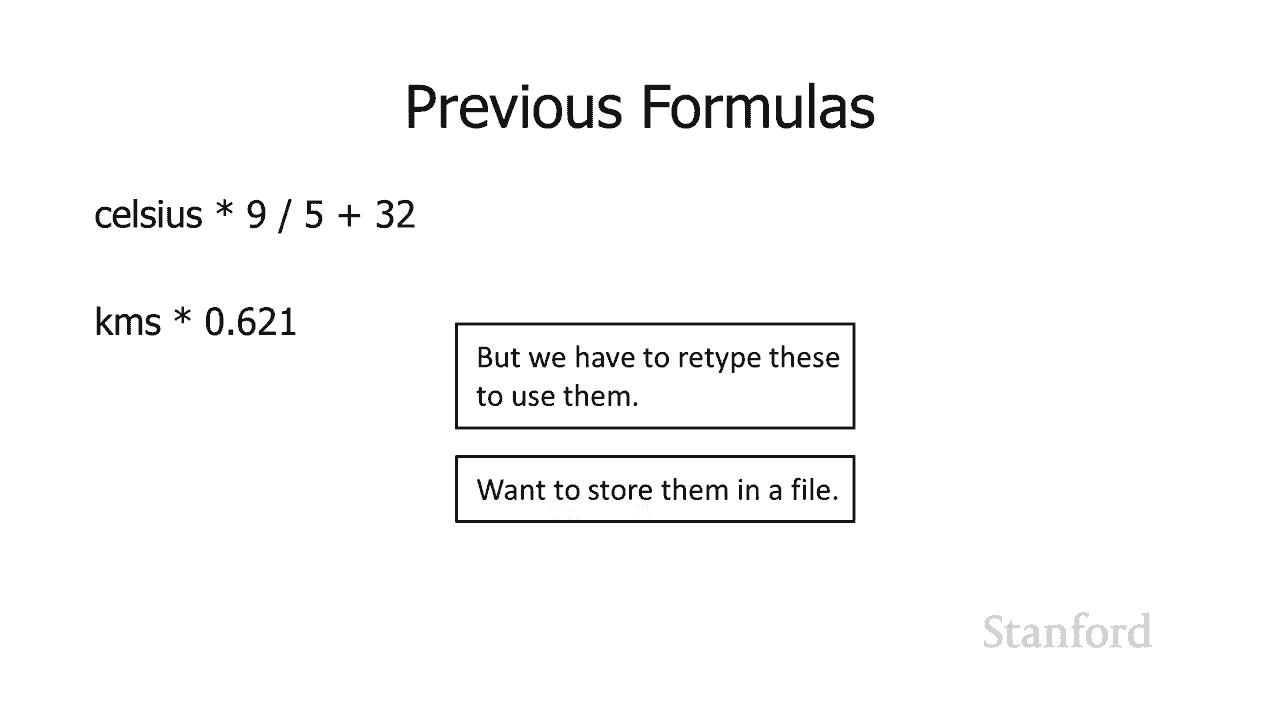 Previous Formulas
celsius * 9 / 5 + 32
kms * 0.621
But we have to retype these
to use them.
Want to store them in a file.
Stanford